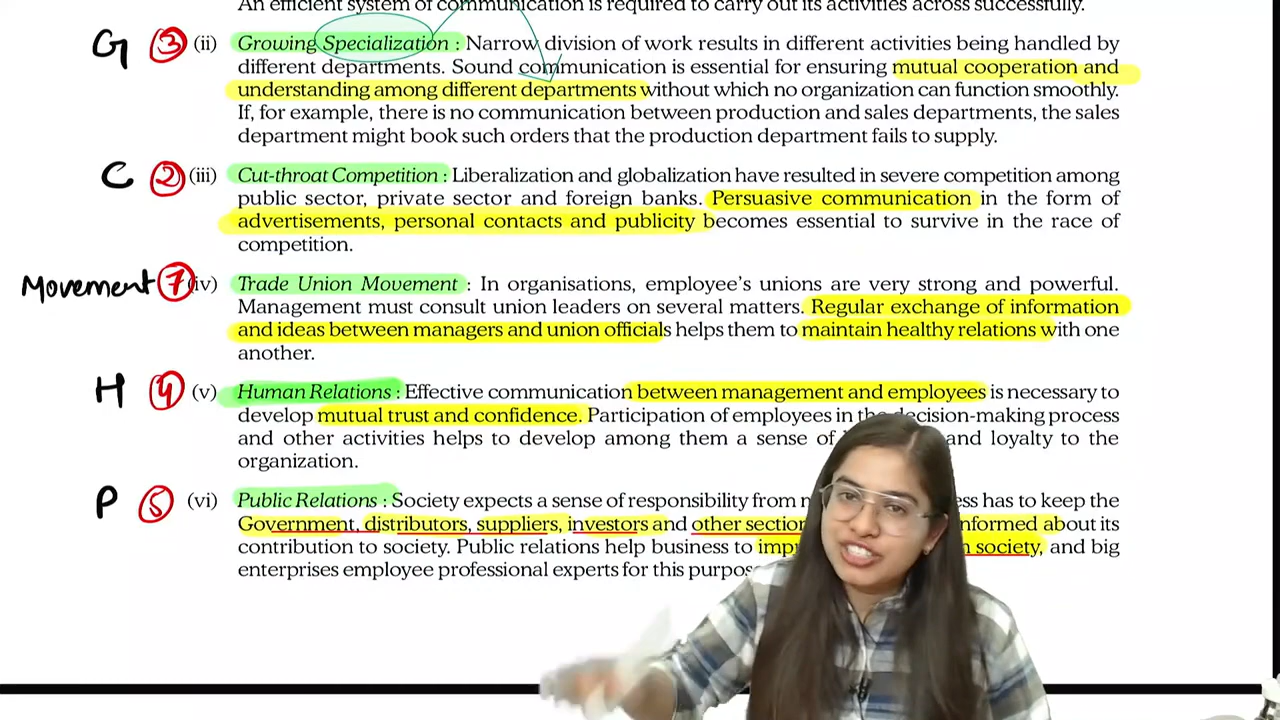 An efficient system of communication is required to carry out its activities across successfully.
G 3 (ii) Growing Specialization : Narrow division of work results in different activities being handled by
different departments. Sound communication is essential for ensuring mutual cooperation and
understanding among different departments without which no organization can function smoothly.
If, for example, there is no communication between production and sales departments, the sales
department might book such orders that the production department fails to supply.
C 2 (iii) Cut-throat Competition : Liberalization and globalization have resulted in severe competition among
public sector, private sector and foreign banks. Persuasive communication in the form of
advertisements, personal contacts and publicity becomes essential to survive in the race of
competition.
Movement 7 iv) Trade Union Movement : In organisations, employee's unions are very strong and powerful.
Management must consult union leaders on several matters. Regular exchange of information
and ideas between managers and union officials helps them to maintain healthy relations with one
another.
H 4 (v) Human Relations : Effective communication between management and employees is necessary to
develop mutual trust and confidence. Participation of employees in the decision-making process
and other activities helps to develop among them a sense of and loyalty to the
organization.
P 5 (vi) Public Relations : Society expects a sense of responsibility from has to keep the
Government, distributors, suppliers, investors and other informed about its
contribution to society. Public relations help business to society, and big
enterprises employee professional experts for this